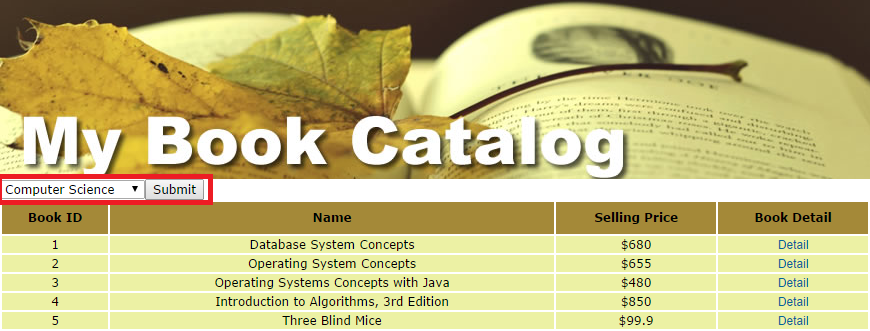 My Book Catalog
Computer Science Submit
Book ID Name Selling Price Book Detail
1 Database System Concepts $680 Detail
2 Operating System Concepts $655 Detail
3 Operating Systems Concepts with Java $480 Detail
4 Introduction to Algorithms, 3rd Edition $850 Detail
5 Three Blind Mice $99.9 Detail